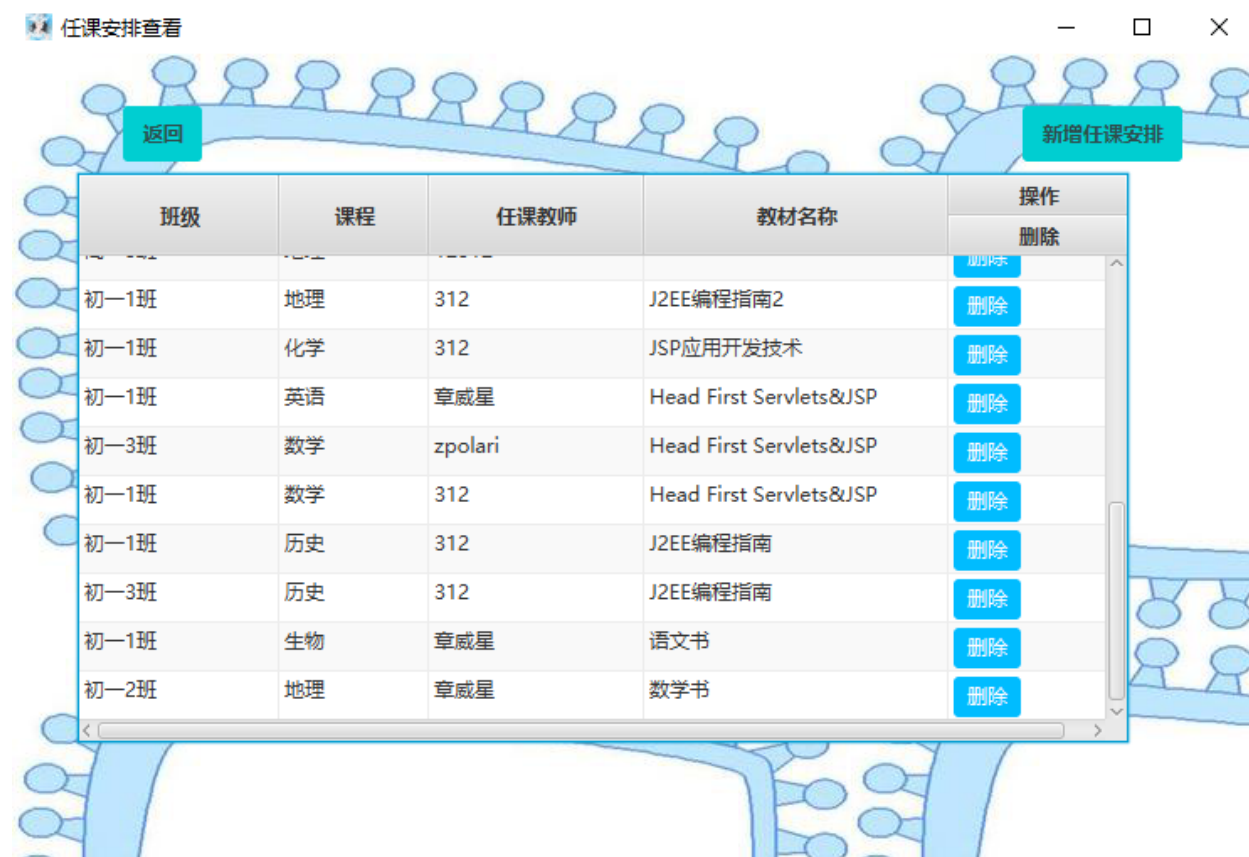 任课安排查看
返回
新增任课安排
班级 课程 任课教师 教材名称 操作
删除
删除
初一1班 地理 312 J2EE编程指南2 删除
初一1班 化学 312 JSP应用开发技术 删除
初一1班 英语 章威星 Head First Servlets&JSP 删除
初一3班 数学 zpolari Head First Servlets&JSP 删除
初一1班 数学 312 Head First Servlets&JSP 删除
初一1班 历史 312 J2EE编程指南 删除
初一3班 历史 312 J2EE编程指南 删除
初一1班 生物 章威星 语文书 删除
初一2班 地理 章威星 数学书 删除